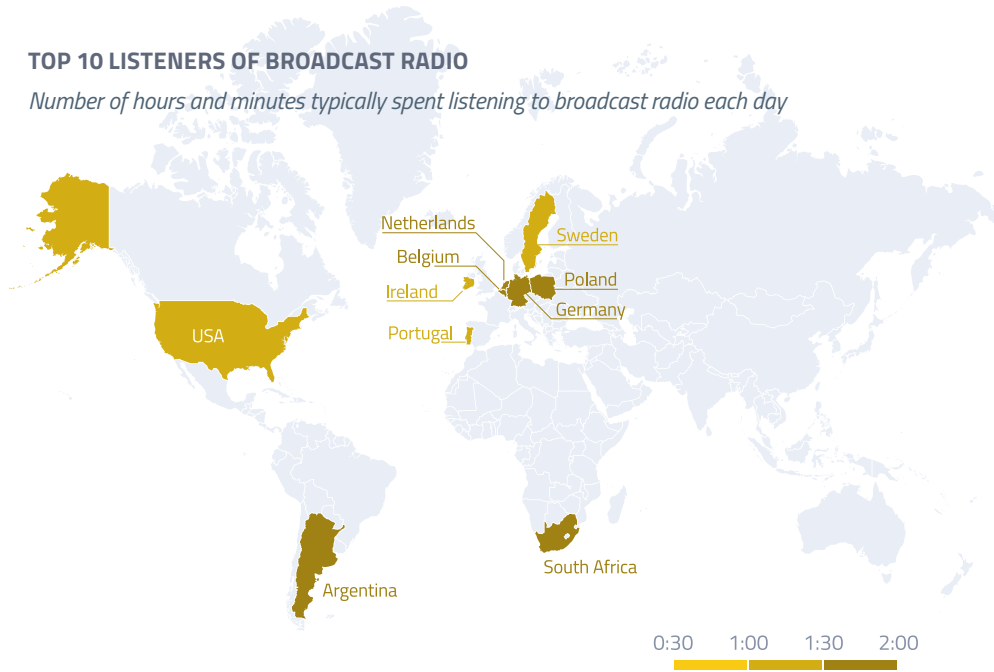 TOP 10 LISTENERS OF BROADCAST RADIO
Number of hours and minutes typically spent listening to broadcast radio each day
Netherlands
Sweden
Belgium
Poland
Ireland
Germany
Portugal
USA
South Africa
Argentina
0:30 1:00 1:30 2:00